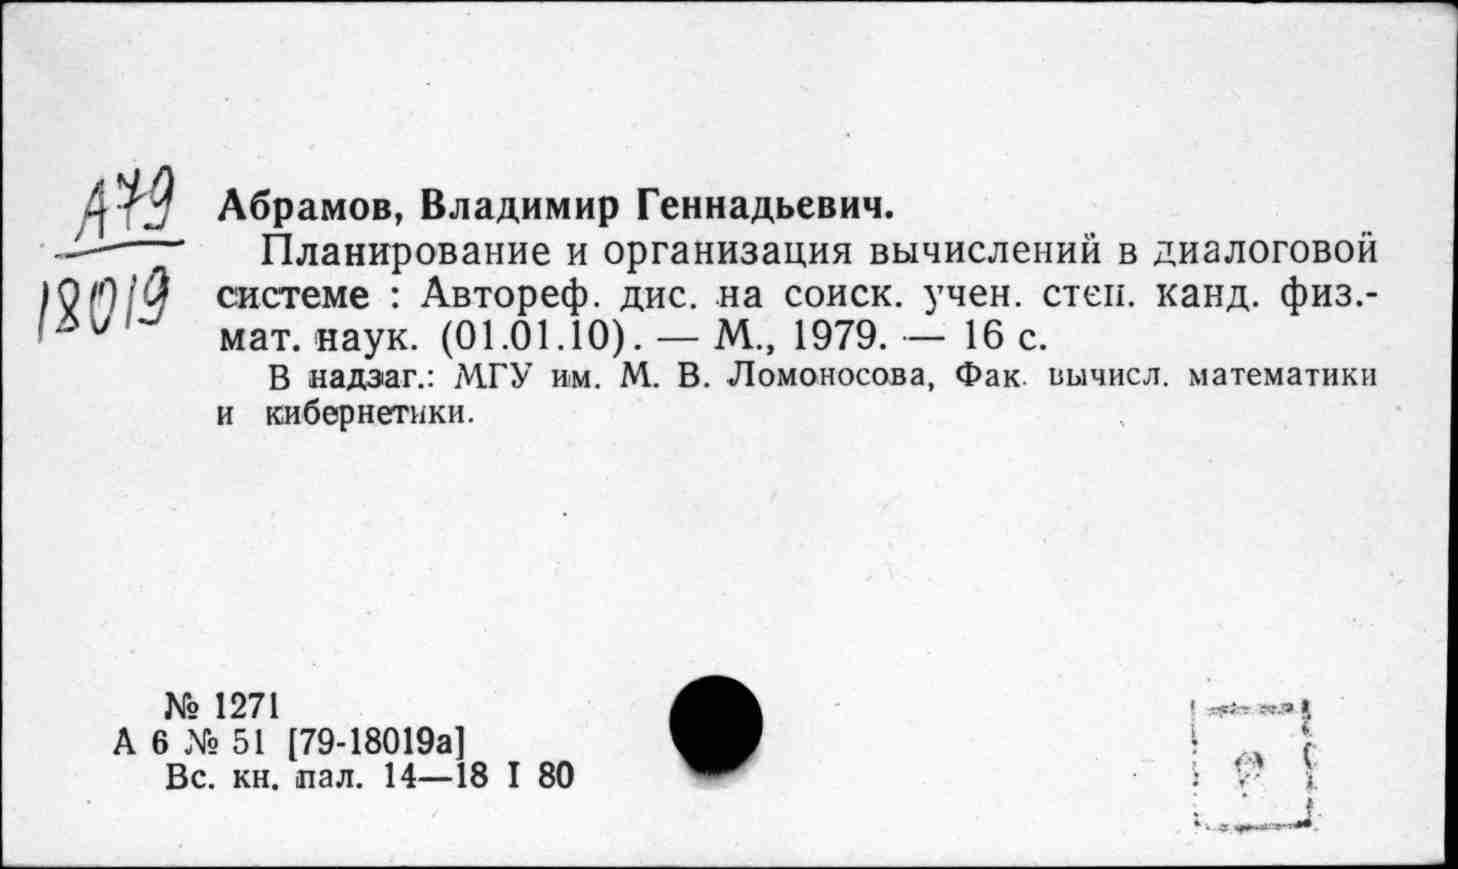 А79
18019
Абрамов, Владимир Геннадьевич.
Планирование и организация вычислений в диалоговой
системе : Автореф. дис. на соиск. учен. степ. канд. физ.-
мат. наук. (01.01.10). — М., 1979. — 16 с.
В надзаг.: МГУ им. М. В. Ломоносова, Фак. вычисл. математики
и кибернетики.
№ 1271
А 6 № 51 [79-18019а]
Вс. кн. пал. 14—18 I 80